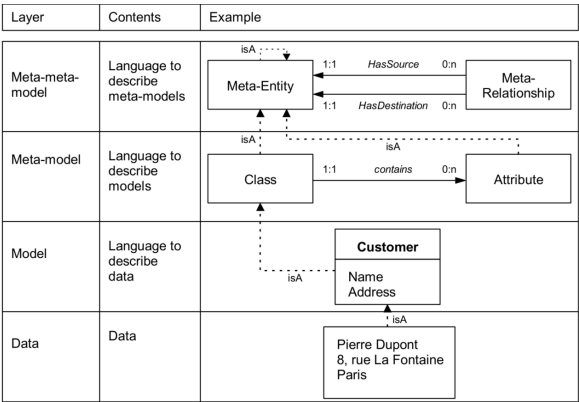 Layer
Contents
Example
Meta-meta-
model
Language to
describe
meta-models
isA
Meta-Entity
1:1 HasSource 0:n
1:1 HasDestination 0:n
Meta-
Relationship
isA
isA
Meta-model
Language to
describe
models
Class
1:1 contains 0:n
Attribute
Model
Language to
describe
data
isA
Customer
Name
Address
isA
Data
Data
Pierre Dupont
8, rue La Fontaine
Paris